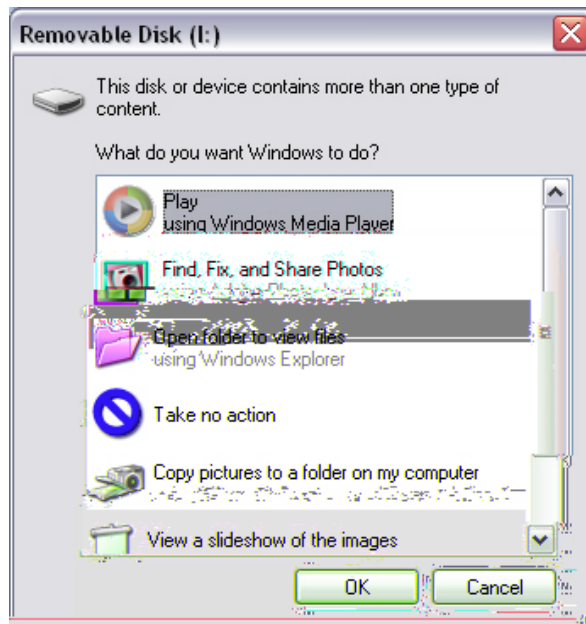 Removable Disk (I:)
This disk or device contains more than one type of
content.
What do you want Windows to do?
Play
using Windows Media Player
Find, Fix, and Share Photos
Open folder to view files
using Windows Explorer
Take no action
Copy pictures to a folder on my computer
View a slideshow of the images
OK
Cancel